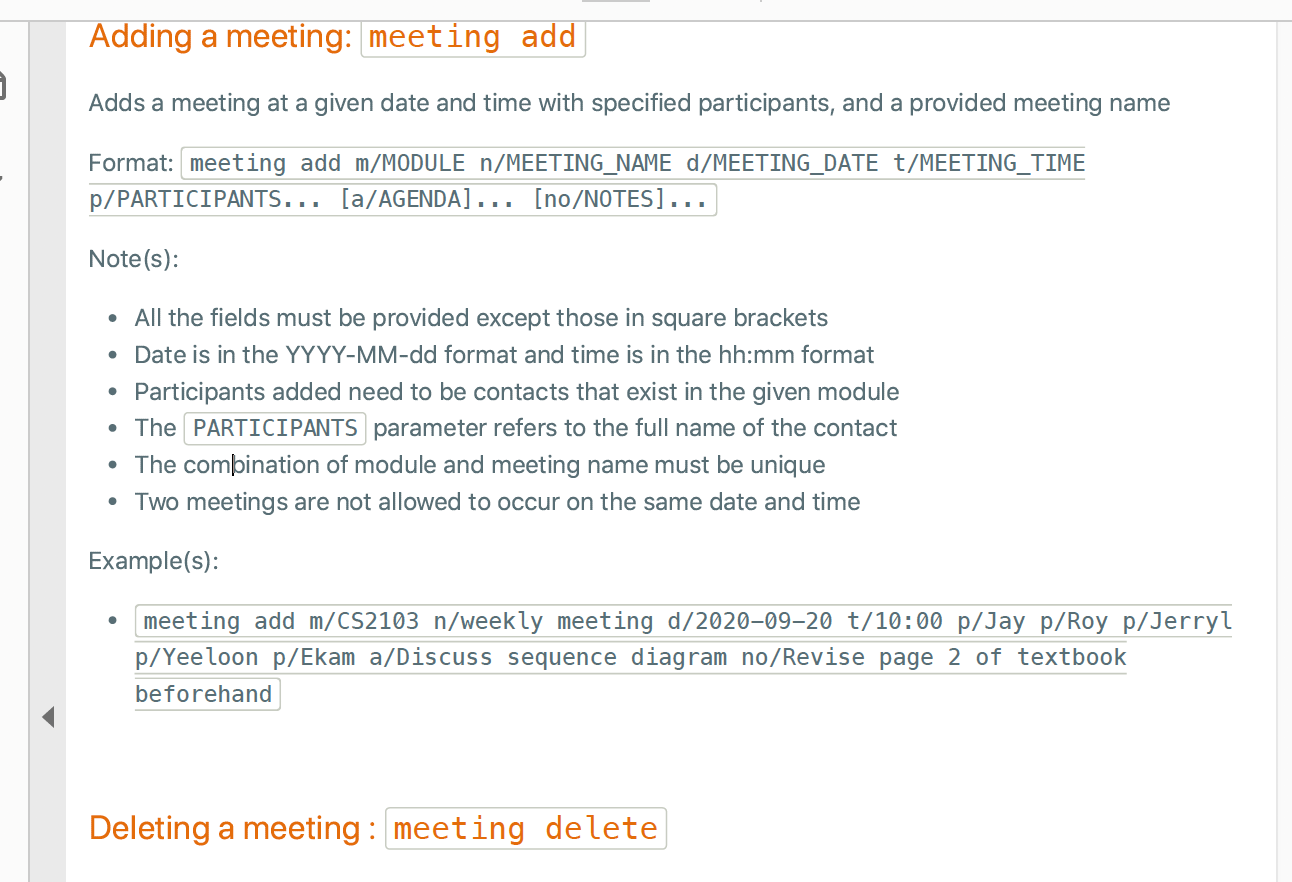 Adding a meeting: meeting add
Adds a meeting at a given date and time with specified participants, and a provided meeting name
Format: meeting add m/MODULE n/MEETING_NAME d/MEETING_DATE t/MEETING_TIME
p/PARTICIPANTS... [a/AGENDA]... [no/NOTES]...
Note(s):
• All the fields must be provided except those in square brackets
• Date is in the YYYY-MM-dd format and time is in the hh:mm format
• Participants added need to be contacts that exist in the given module
• The PARTICIPANTS parameter refers to the full name of the contact
• The combination of module and meeting name must be unique
• Two meetings are not allowed to occur on the same date and time
Example(s):
• meeting add m/CS2103 n/weekly meeting d/2020-09-20 t/10:00 p/Jay p/Roy p/Jerryl
p/Yeeloon p/Ekam a/Discuss sequence diagram no/Revise page 2 of textbook
beforehand
Deleting a meeting : meeting delete